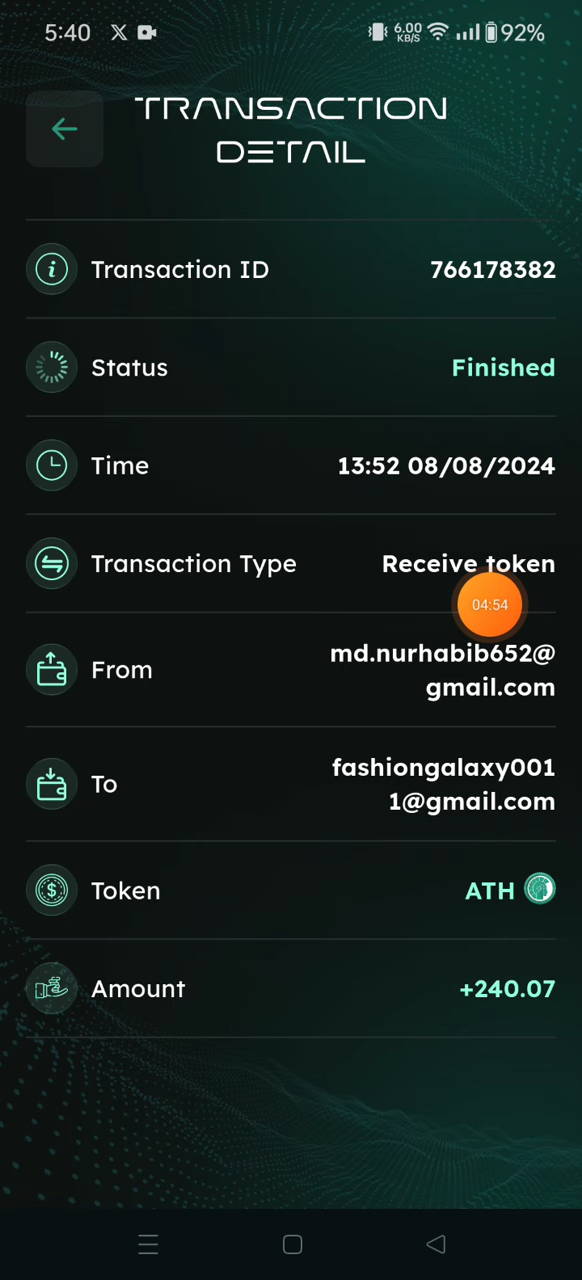 5:40 X 6.00 KB/S 92%
TRANSACTION
DETAIL
Transaction ID 766178382
Status Finished
Time 13:52 08/08/2024
Transaction Type Receive token
04:54
From md.nurhabib652@
gmail.com
To fashiongalaxy001
1@gmail.com
Token ATH
Amount +240.07